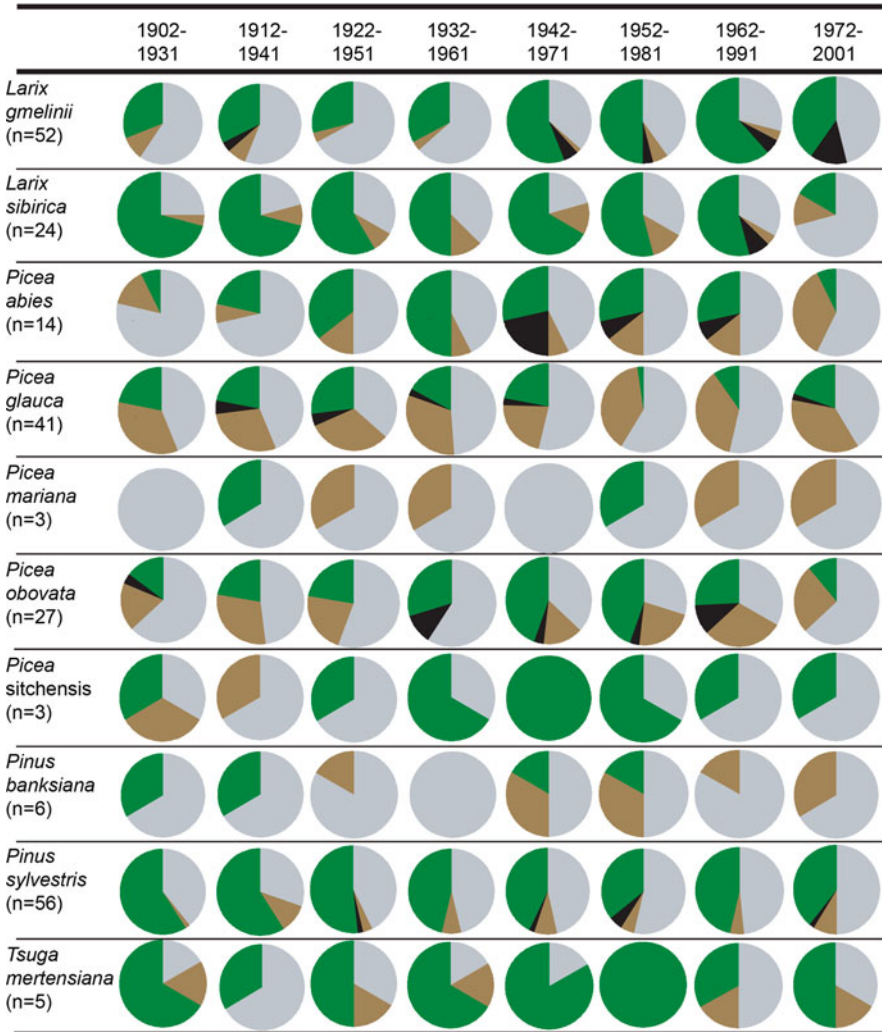 1902- 1912- 1922- 1932- 1942- 1952- 1962- 1972-
1931 1941 1951 1961 1971 1981 1991 2001
Larix
gmelinii
(n=52)
Larix
sibirica
(n=24)
Picea
abies
(n=14)
Picea
glauca
(n=41)
Picea
mariana
(n=3)
Picea
obovata
(n=27)
Picea
sitchensis
(n=3)
Pinus
banksiana
(n=6)
Pinus
sylvestris
(n=56)
Tsuga
mertensiana
(n=5)